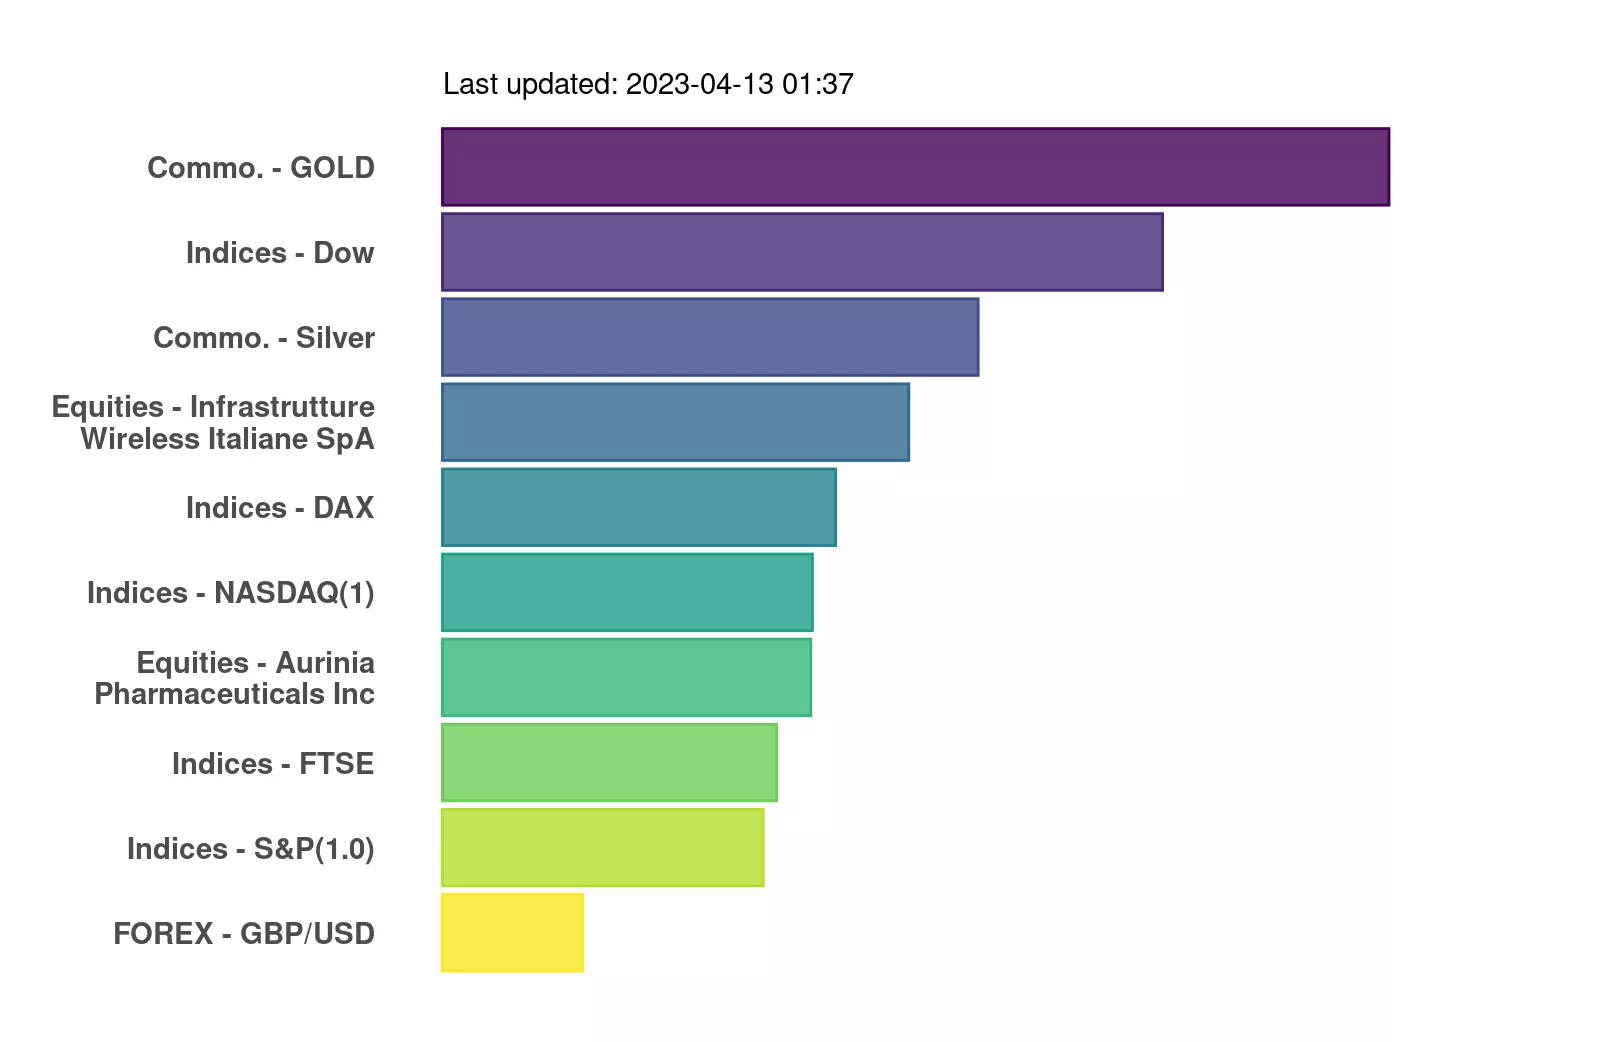 Last updated: 2023-04-13 01:37
Commo. - GOLD
Indices - Dow
Commo. - Silver
Equities - Infrastrutture
Wireless Italiane SpA
Indices - DAX
Indices - NASDAQ(1)
Equities - Aurinia
Pharmaceuticals Inc
Indices - FTSE
Indices - S&P(1.0)
FOREX - GBP/USD